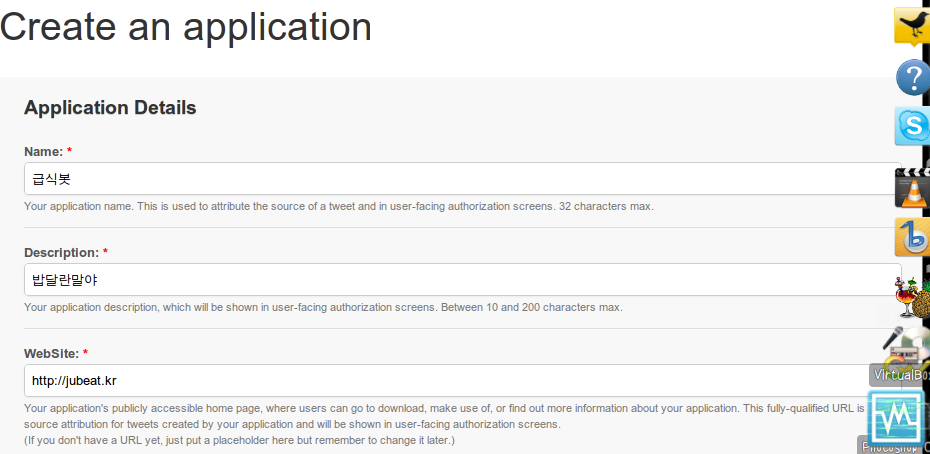 Create an application
Application Details
Name: *
급식봇
Your application name. This is used to attribute the source of a tweet and in user-facing authorization screens. 32 characters max.
Description: *
밥달란말야
Your application description, which will be shown in user-facing authorization screens. Between 10 and 200 characters max.
WebSite: *
http://jubeat.kr
Your application's publicly accessible home page, where users can go to download, make use of, or find out more information about your application. This fully-qualified URL is
source attribution for tweets created by your application and will be shown in user-facing authorization screens.
(If you don't have a URL yet, just put a placeholder here but remember to change it later.)
VirtualBo
Photoshop C